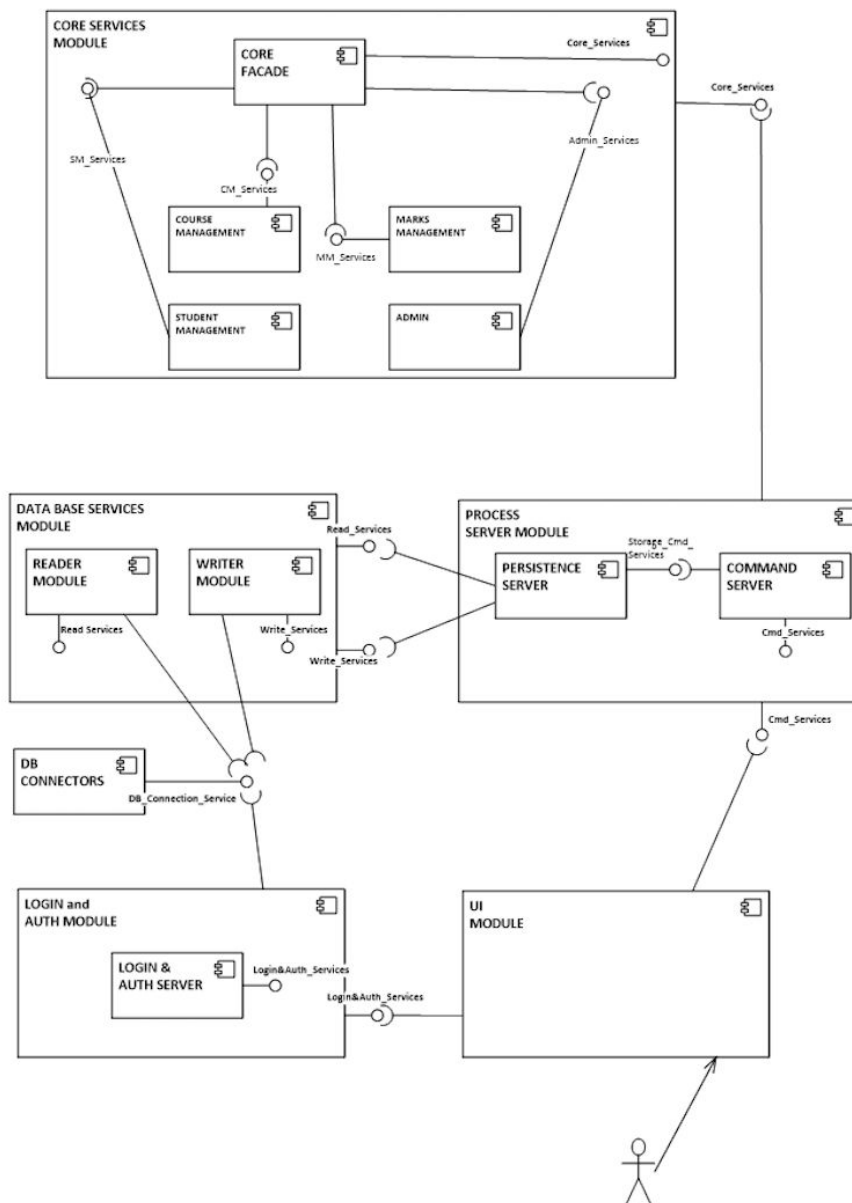 CORE SERVICES
MODULE
CORE
FACADE
Core_Services
Core_Services
SM_Services
CM_Services
Admin_Services
COURSE
MANAGEMENT
MARKS
MANAGEMENT
MM_Services
STUDENT
MANAGEMENT
ADMIN
DATA BASE SERVICES
MODULE
READER
MODULE
WRITER
MODULE
Read Services
Write_Services
Read_Services
Write_Services
PROCESS
SERVER MODULE
PERSISTENCE
SERVER
Storage_Cmd_
Services
COMMAND
SERVER
Cmd_Services
Cmd_Services
DB
CONNECTORS
DB_Connection_Service
LOGIN and
AUTH MODULE
LOGIN &
AUTH SERVER
Login&Auth_Services
Login&Auth_Services
UI
MODULE